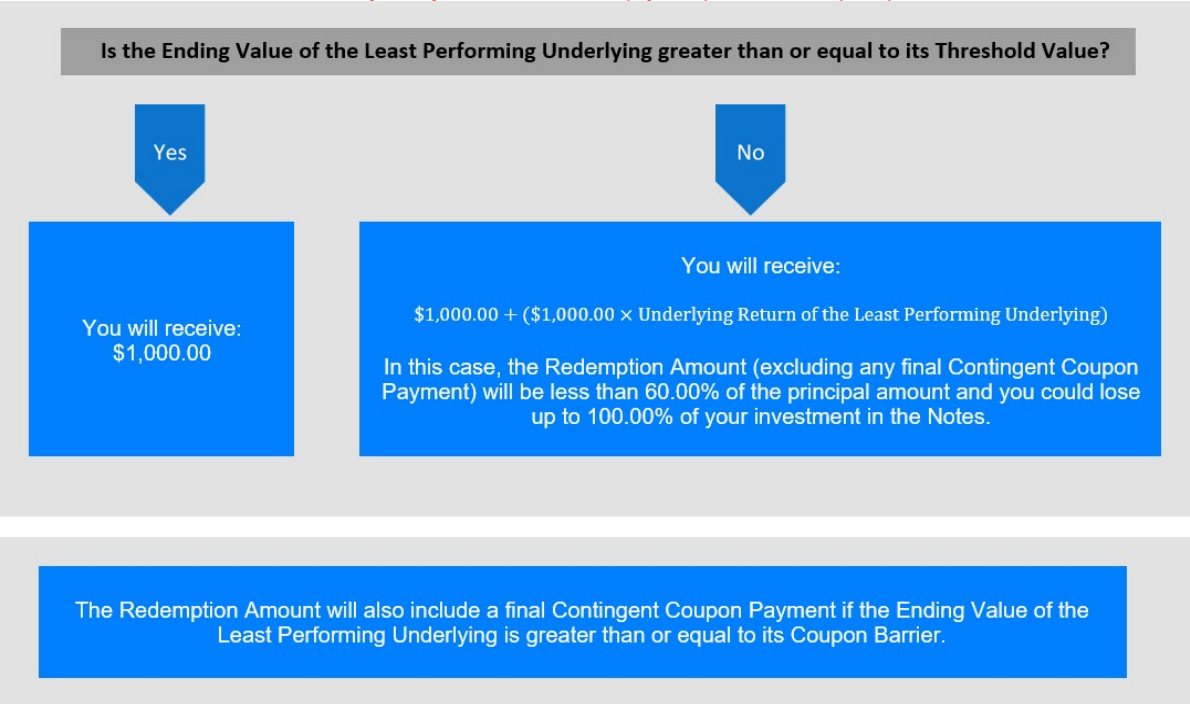 Is the Ending Value of the Least Performing Underlying greater than or equal to its Threshold Value?
Yes
No
You will receive:
$1,000.00
You will receive:
$1,000.00 + ($1,000.00 × Underlying Return of the Least Performing Underlying)
In this case, the Redemption Amount (excluding any final Contingent Coupon
Payment) will be less than 60.00% of the principal amount and you could lose
up to 100.00% of your investment in the Notes.
The Redemption Amount will also include a final Contingent Coupon Payment if the Ending Value of the
Least Performing Underlying is greater than or equal to its Coupon Barrier.